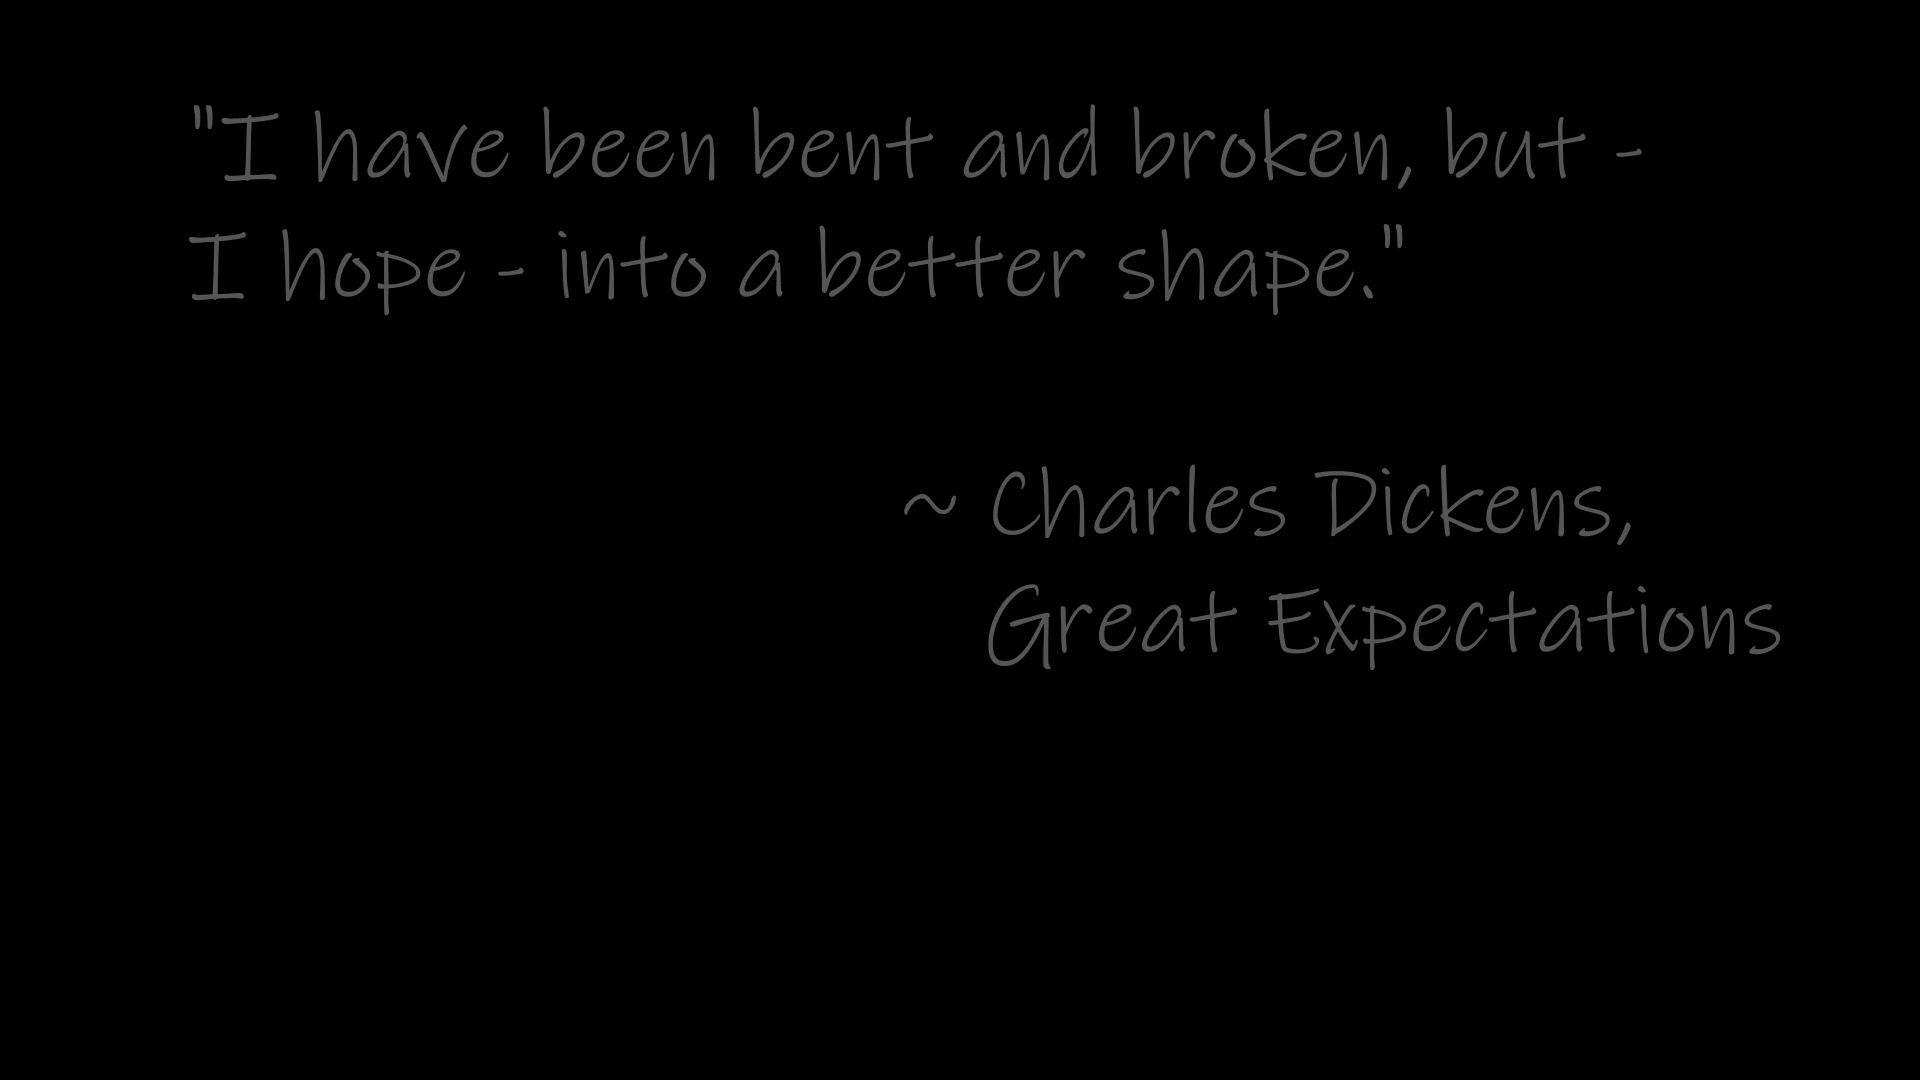 "I have been bent and broken, but -
I hope - into a better shape."
~ Charles Dickens,
Great Expectations